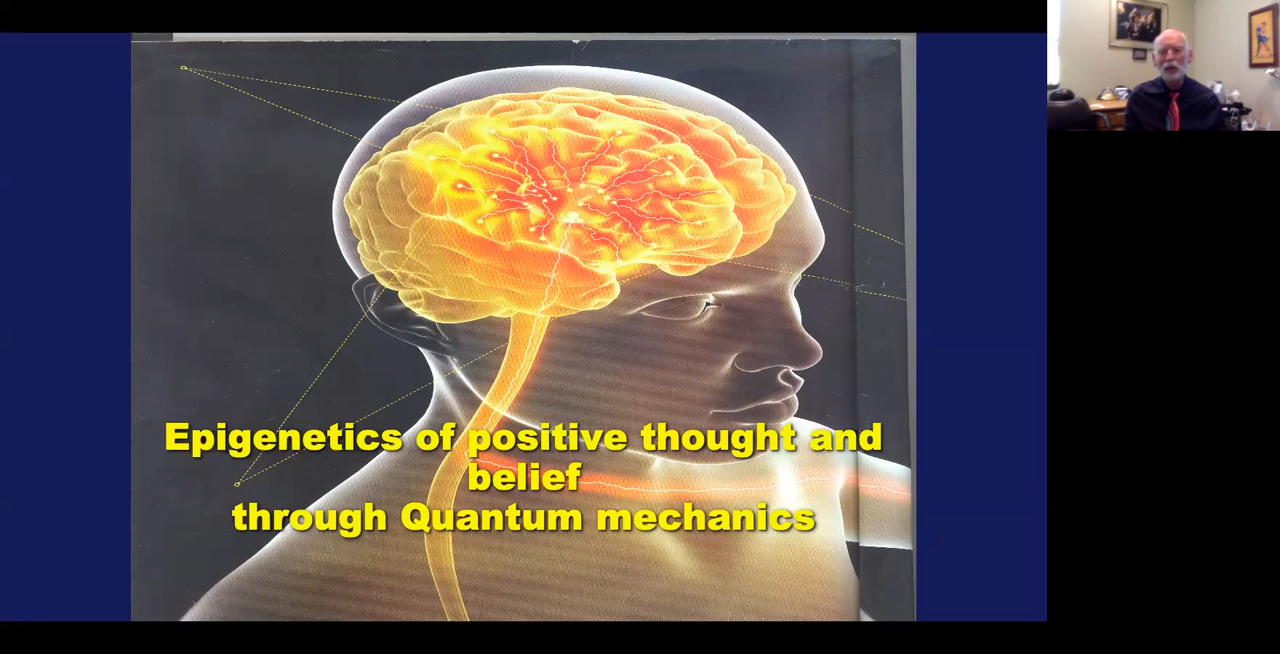 Epigenetics of positive thought and
belief
through Quantum mechanics